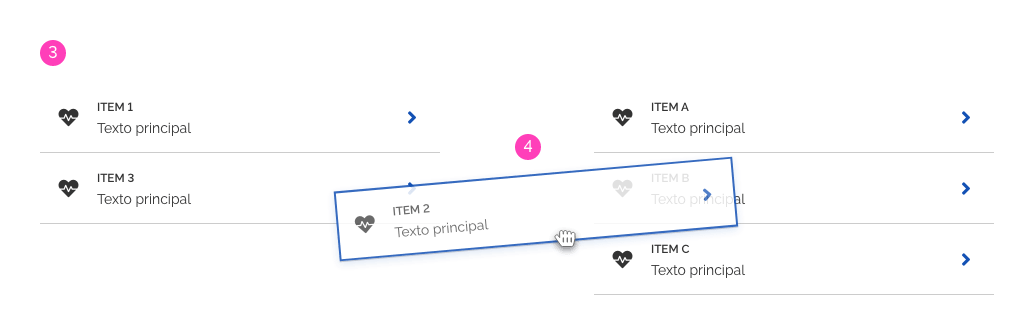 3
ITEM 1
Texto principal
ITEM 3
Texto principal
4
ITEM 2
Texto principal
ITEM A
Texto principal
ITEM B
Texto principal
ITEM C
Texto principal